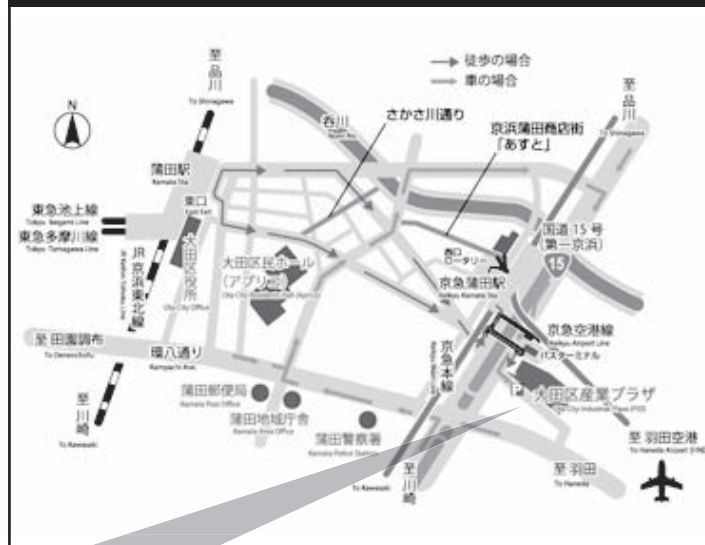 徒歩の場合
車の場合
至品川
To Shinagawa
至品川
To Shinagawa
N
呑川
さかさ川通り
京浜蒲田商店街
「あすと」
蒲田駅
Kamata Sta.
東口
East Exit
東急池上線
Tokyu Ikegami Line
東急多摩川線
Tokyu Tamagawa Line
JR京浜東北線
大田区役所
Ota City Office
大田区民ホール
(アプリコ)
国道15号
(第一京浜)
15
西口
ロータリー
京急蒲田駅
Keikyu Kamata Sta.
京急空港線
Keikyu Airport Line
バスターミナル
京急本線
至 田園調布
To Denenchofu
環八通り
Kampachi Ave.
P
大田区産業プラザ
蒲田郵便局
Kamata Post Office
蒲田地域庁舎
Kamata Area Office
蒲田警察署
Kamata Police Station
至川崎
To Kawasaki
至川崎
To Kawasaki
至 羽田
To Haneda
至 羽田空港